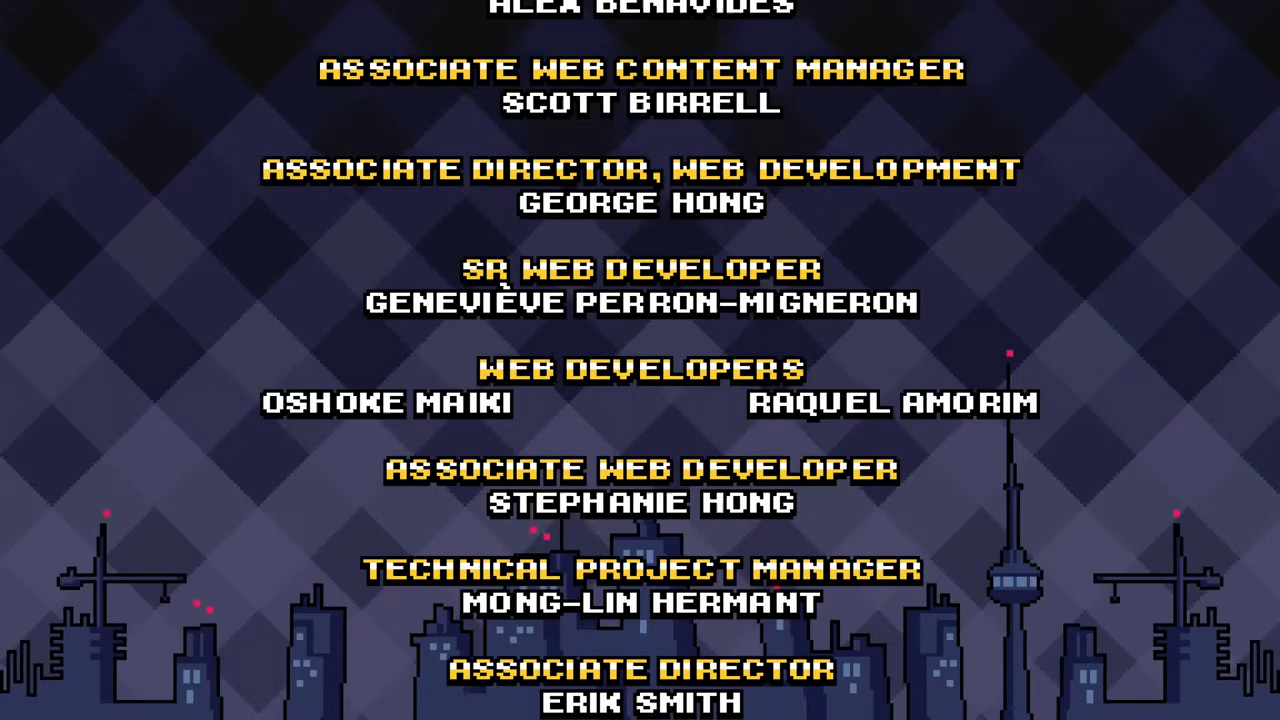 ALEX BENAVIDES
ASSOCIATE WEB CONTENT MANAGER
SCOTT BIRRELL
ASSOCIATE DIRECTOR, WEB DEVELOPMENT
GEORGE HONG
SR WEB DEVELOPER
GENEVIÈVE PERRON-MIGNERON
WEB DEVELOPERS
OSHOKE MAIKI RAQUEL AMORIM
ASSOCIATE WEB DEVELOPER
STEPHANIE HONG
TECHNICAL PROJECT MANAGER
MONG-LIN HERMANT
ASSOCIATE DIRECTOR
ERIK SMITH